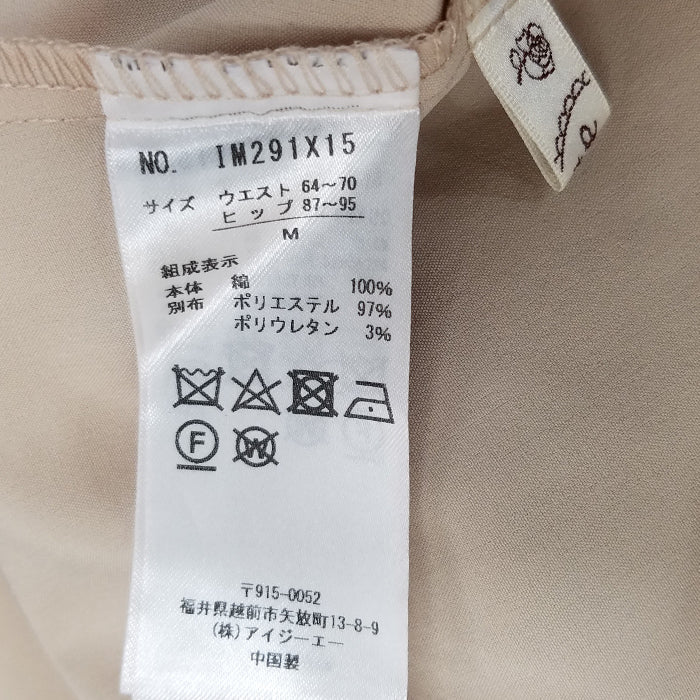 NO. IM291X15
サイズ ウエスト 64～70
ヒップ 87～95
M
組成表示
本体 綿 100%
別布 ポリエステル 97%
ポリウレタン 3%
F
W
〒915-0052
福井県越前市矢放町13-8-9
(株)アイジーエー
中国製